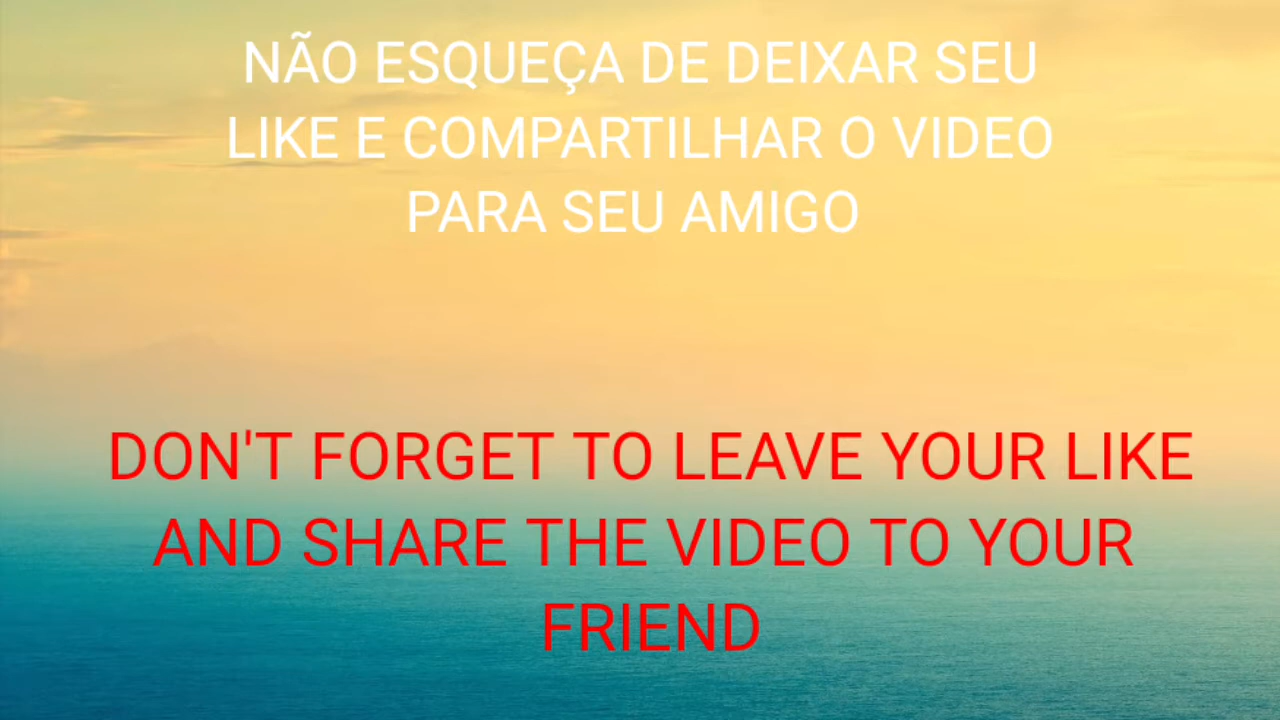 NÃO ESQUEÇA DE DEIXAR SEU
LIKE E COMPARTILHAR O VIDEO
PARA SEU AMIGO
DON'T FORGET TO LEAVE YOUR LIKE
AND SHARE THE VIDEO TO YOUR
FRIEND